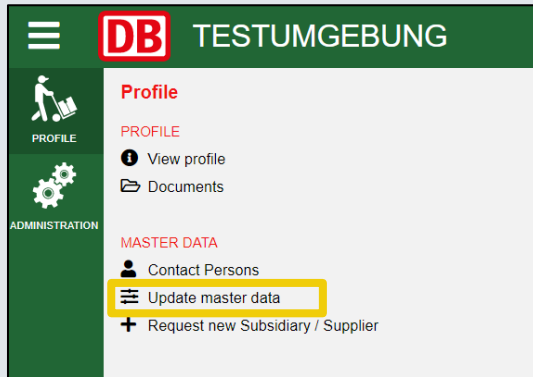 DB TESTUMGEBUNG
PROFILE
ADMINISTRATION
Profile
PROFILE
View profile
Documents
MASTER DATA
Contact Persons
Update master data
Request new Subsidiary / Supplier